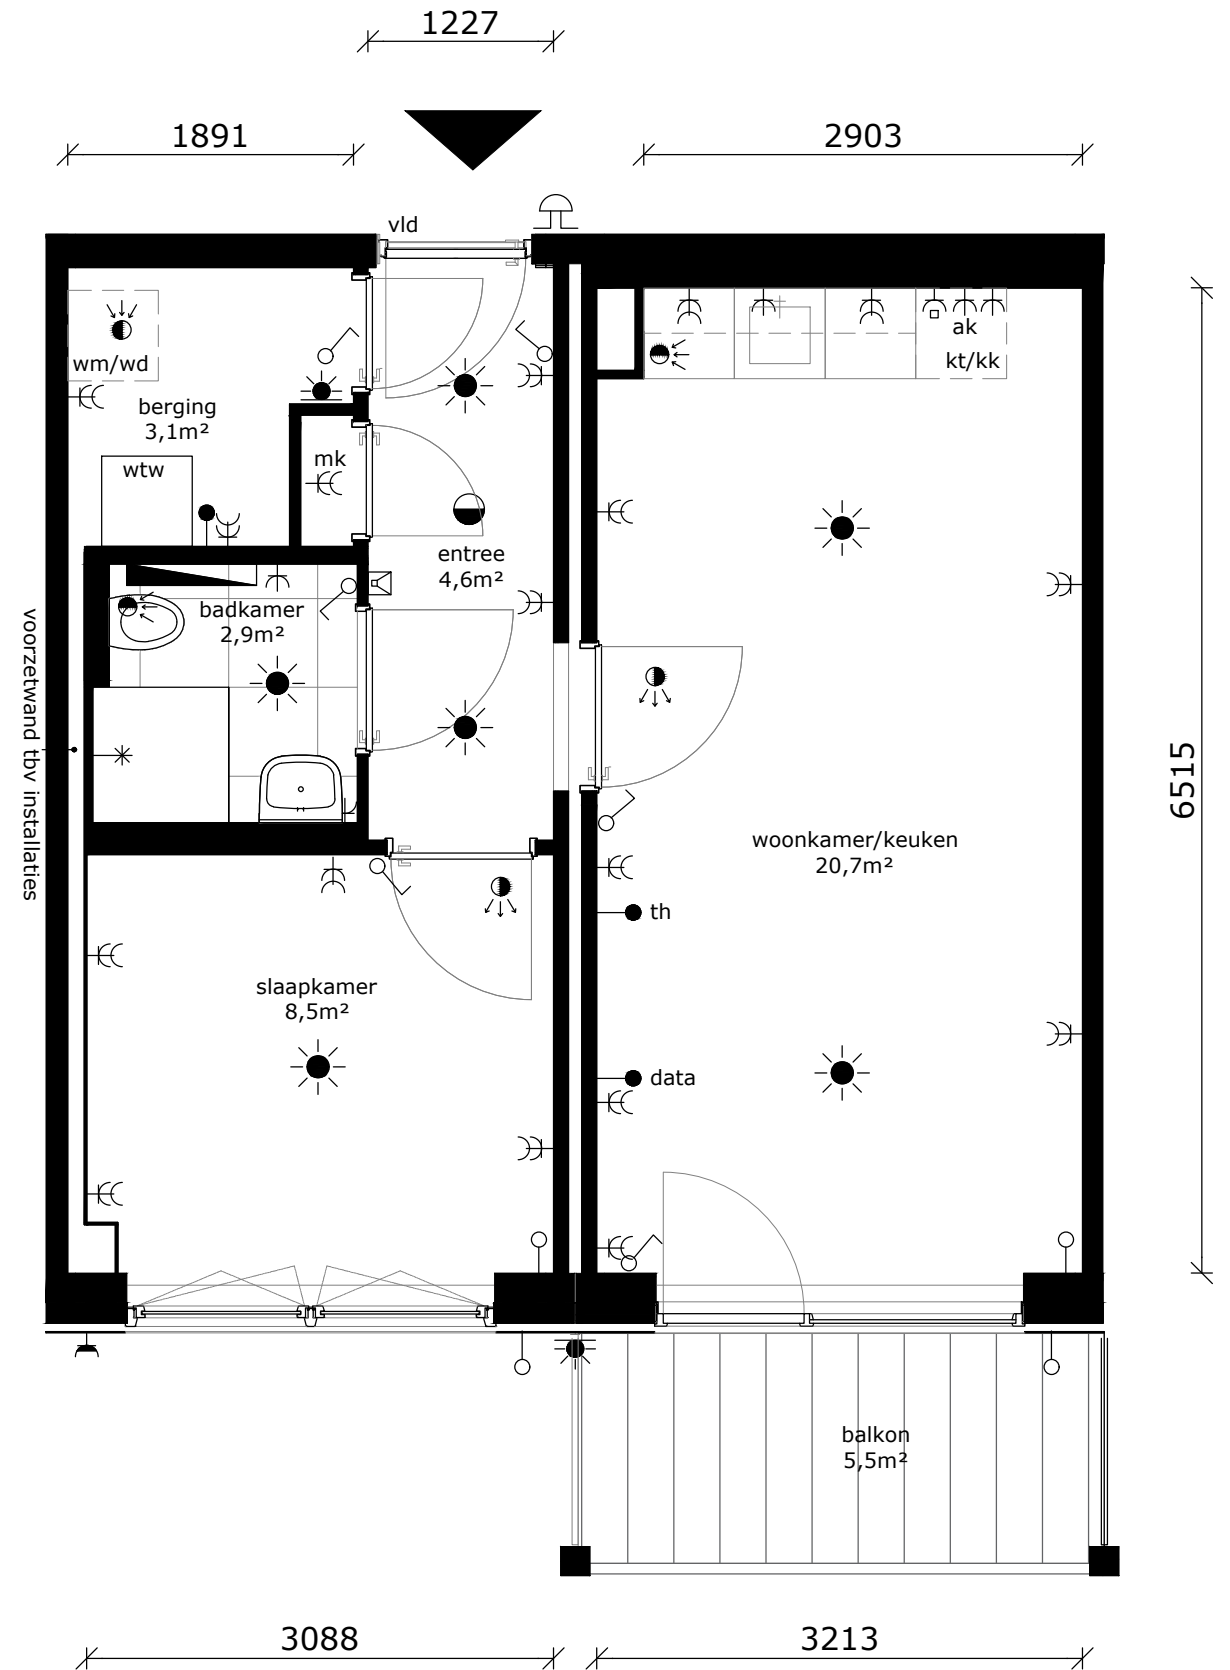 1227
1891
2903
vld
wm/wd
berging
3,1m²
wtw
mk
ak
kt/kk
entree
4,6m²
badkamer
2,9m²
voorzetwand tbv installaties
6515
woonkamer/keuken
20,7m²
th
slaapkamer
8,5m²
data
balkon
5,5m²
3088
3213